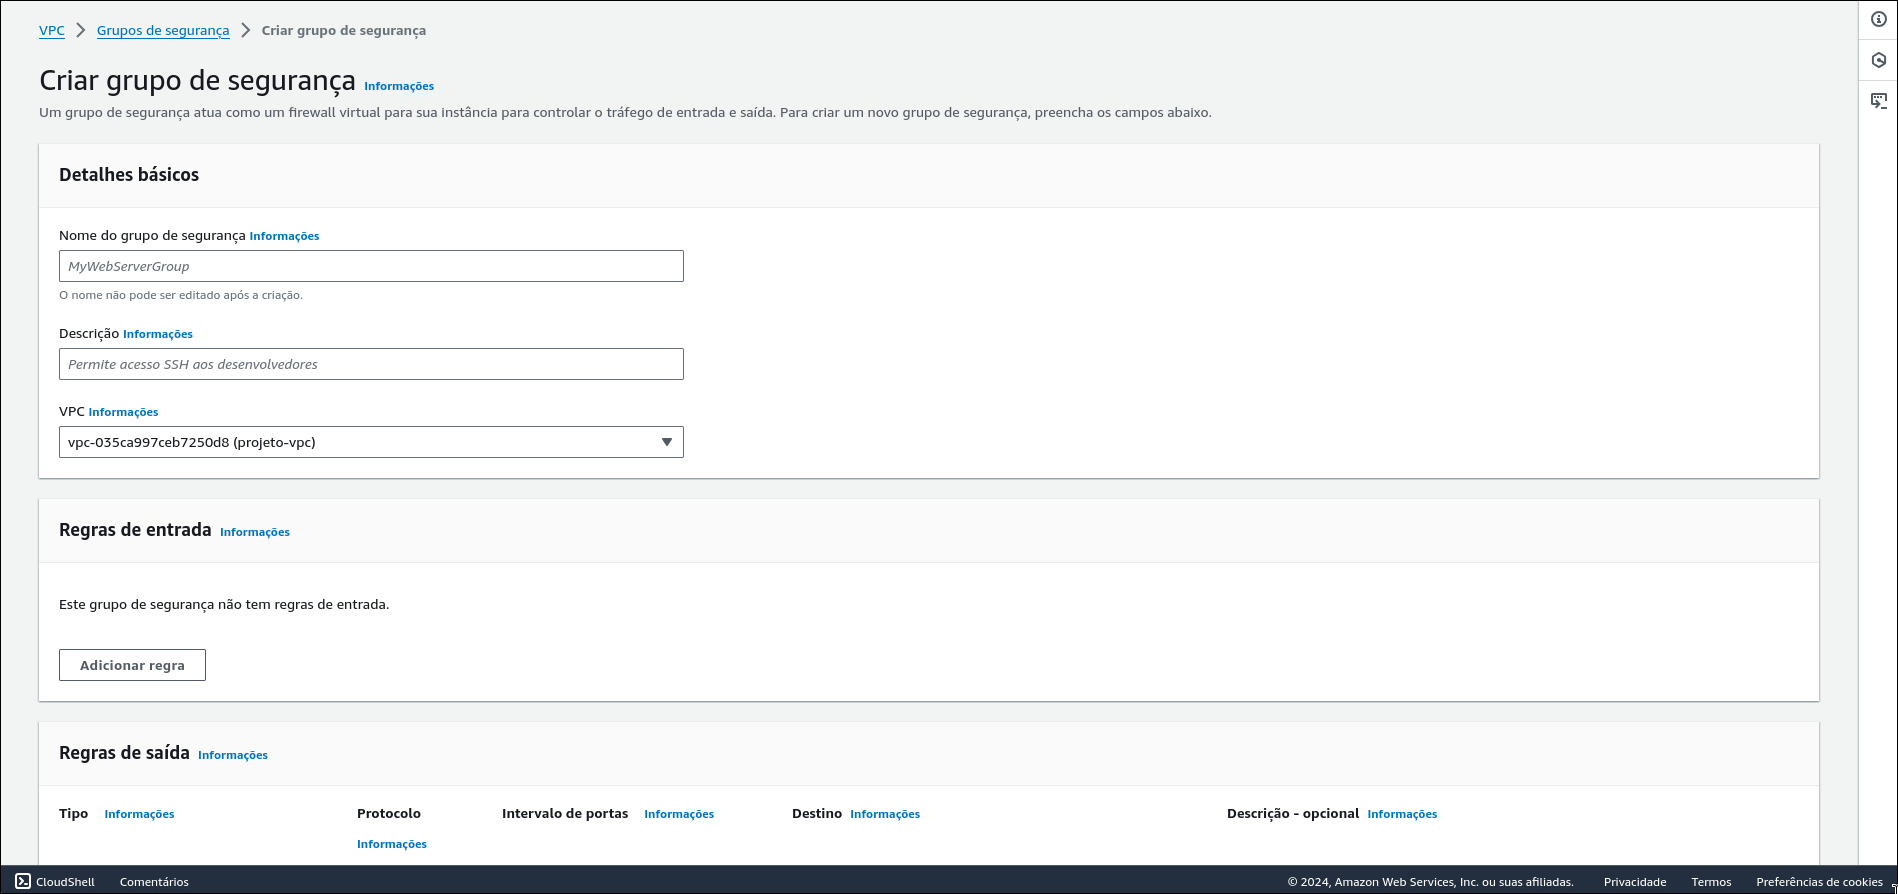 VPC > Grupos de segurança > Criar grupo de segurança
Criar grupo de segurança Informações
Um grupo de segurança atua como um firewall virtual para sua instância para controlar o tráfego de entrada e saída. Para criar um novo grupo de segurança, preencha os campos abaixo.
Detalhes básicos
Nome do grupo de segurança Informações
MyWebServerGroup
O nome não pode ser editado após a criação.
Descrição Informações
Permite acesso SSH aos desenvolvedores
VPC Informações
vpc-035ca997ceb7250d8 (projeto-vpc)
Regras de entrada Informações
Este grupo de segurança não tem regras de entrada.
Adicionar regra
Regras de saída Informações
Tipo Informações Protocolo Intervalo de portas Informações Destino Informações Descrição - opcional Informações
Informações
CloudShell Comentários © 2024, Amazon Web Services, Inc. ou suas afiliadas. Privacidade Termos Preferências de cookies